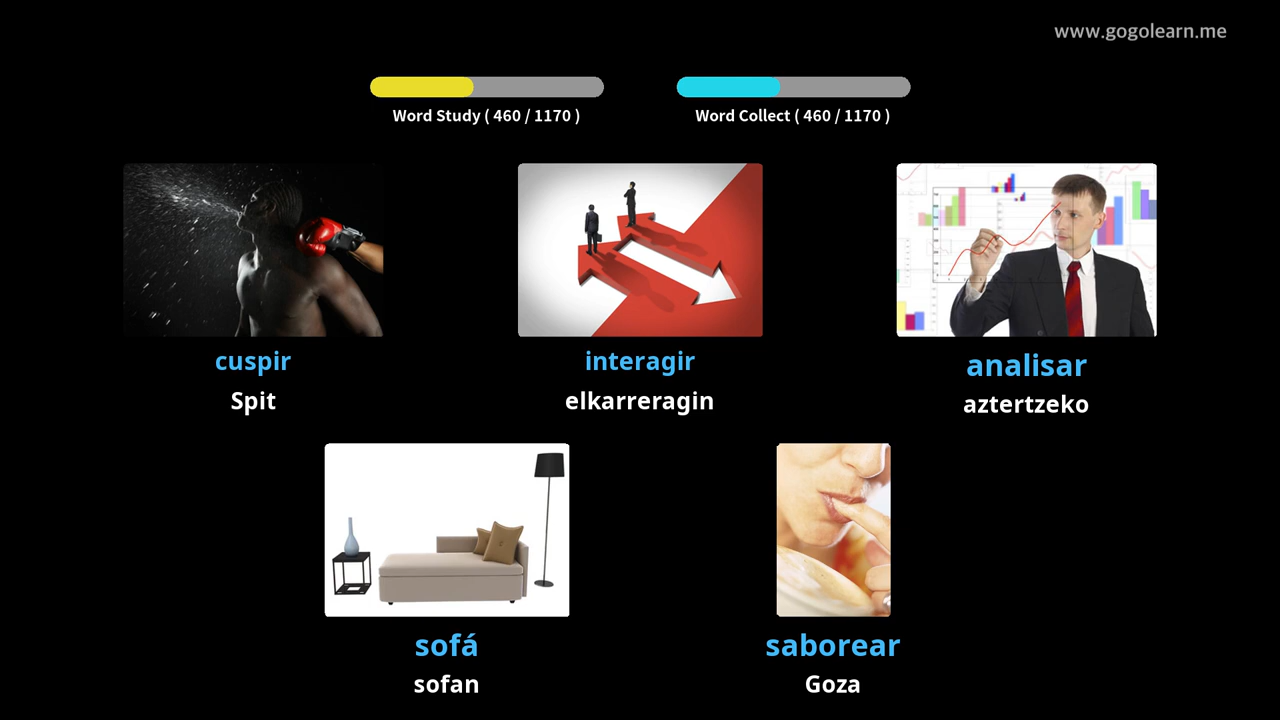 www.gogolearn.me
Word Study ( 460 / 1170 )
Word Collect ( 460 / 1170 )
cuspir
Spit
interagir
elkarreragin
analisar
aztertzeko
sofá
sofan
saborear
Goza